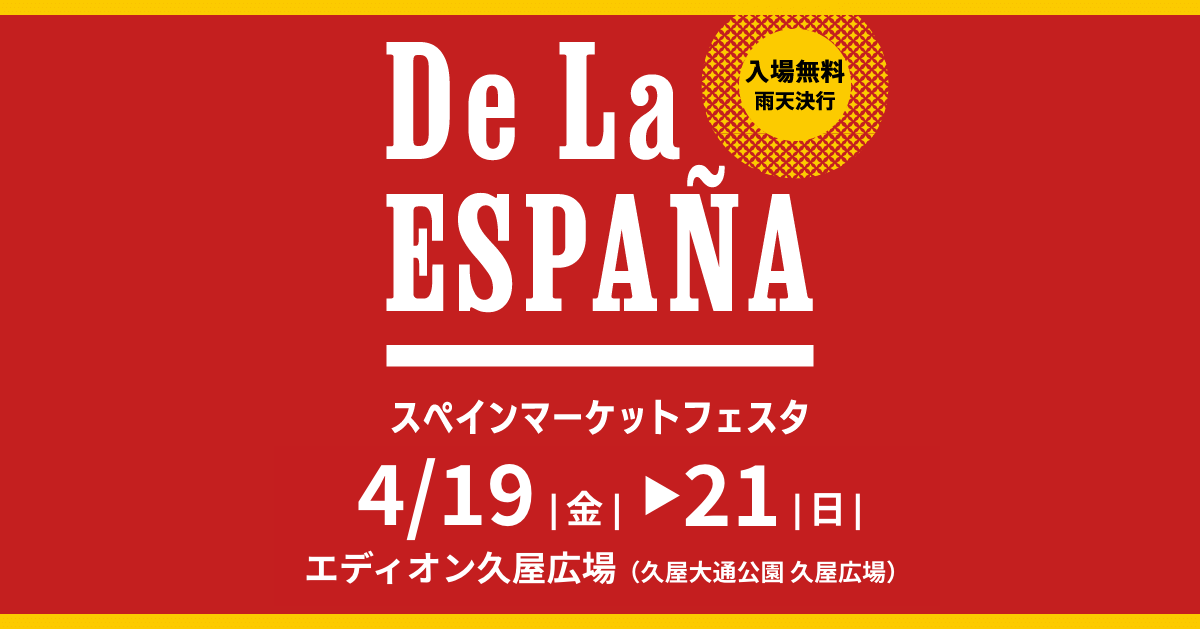 De La
入場無料
雨天決行
ESPAÑA
スペインマーケットフェスタ
4/19 |金| ▶21 |日|
エディオン久屋広場（久屋大通公園 久屋広場）